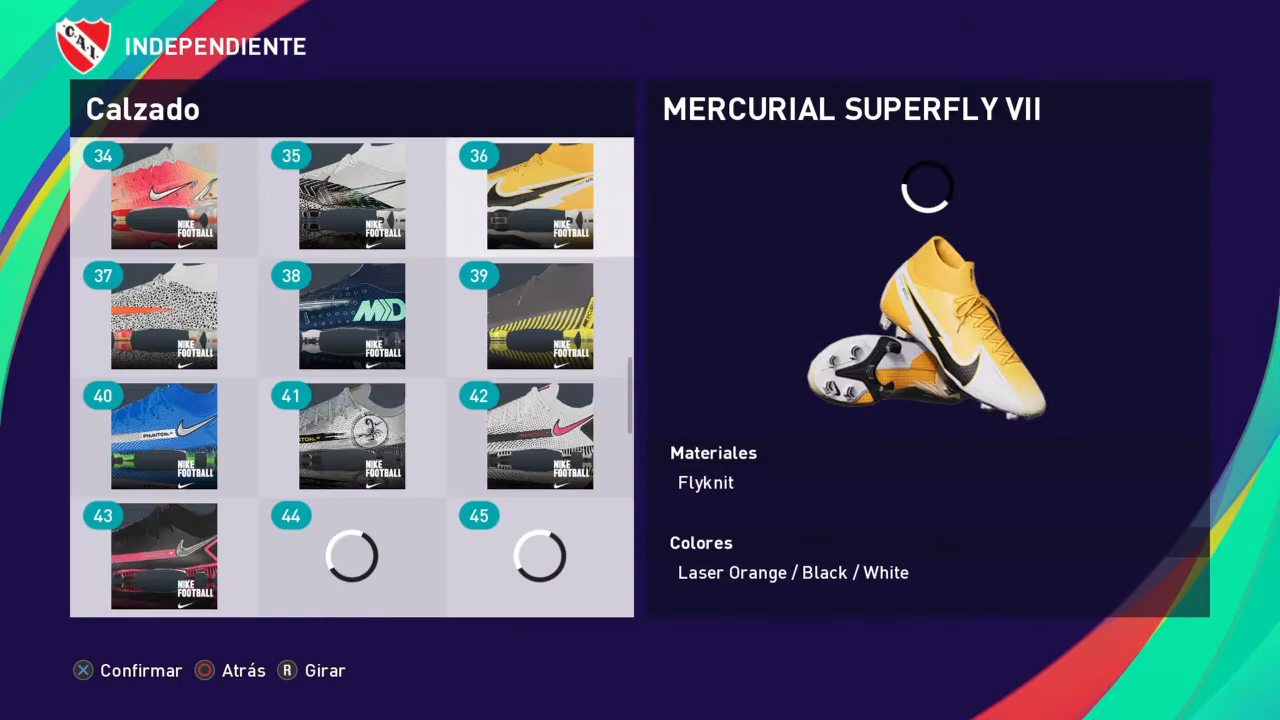 C.A.I.
INDEPENDIENTE
Calzado
34
35
36
NIKE
FOOTBALL
NIKE
FOOTBALL
NIKE
FOOTBALL
37
38
39
MD
NIKE
FOOTBALL
NIKE
FOOTBALL
NIKE
FOOTBALL
40
41
42
PHANTOM
PHANTOM
NIKE
FOOTBALL
NIKE
FOOTBALL
NIKE
FOOTBALL
43
44
45
NIKE
FOOTBALL
MERCURIAL SUPERFLY VII
Materiales
Flyknit
Colores
Laser Orange / Black / White
Confirmar
Atrás
R
Girar